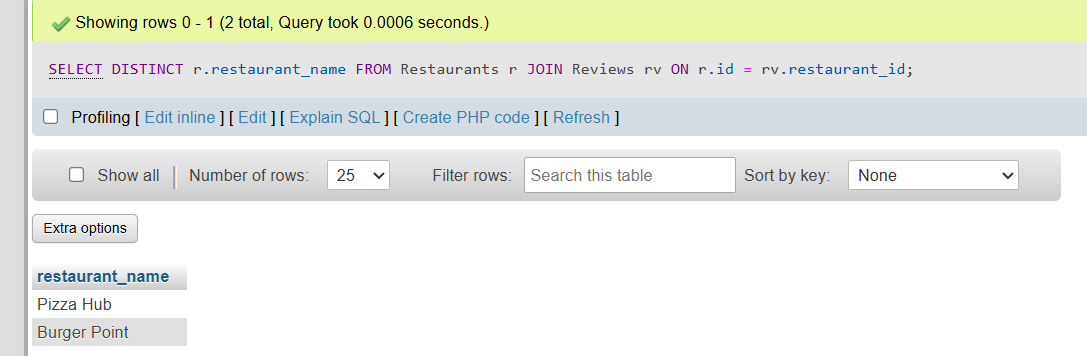 Showing rows 0 - 1 (2 total, Query took 0.0006 seconds.)
SELECT DISTINCT r.restaurant_name FROM Restaurants r JOIN Reviews rv ON r.id = rv.restaurant_id;
Profiling [ Edit inline ] [ Edit ] [ Explain SQL ] [ Create PHP code ] [ Refresh ]
Show all Number of rows: 25 Filter rows: Search this table Sort by key: None
Extra options
restaurant_name
Pizza Hub
Burger Point